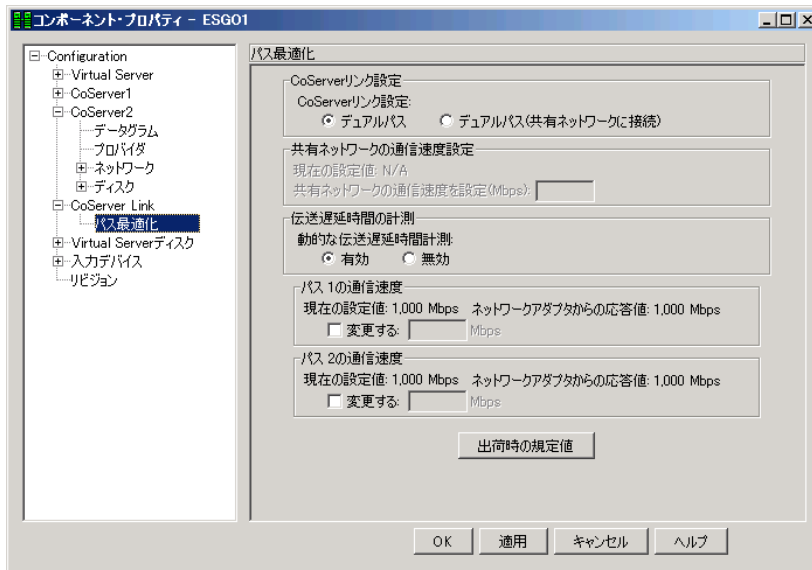 コンポーネント・プロパティ - ESGO1
Configuration
Virtual Server
CoServer1
CoServer2
データグラム
プロバイダ
ネットワーク
ディスク
CoServer Link
パス最適化
Virtual Serverディスク
入力デバイス
リビジョン
パス最適化
CoServerリンク設定
CoServerリンク設定:
デュアルパス デュアルパス(共有ネットワークに接続)
共有ネットワークの通信速度設定
現在の設定値: N/A
共有ネットワークの通信速度を設定(Mbps):
伝送遅延時間の計測
動的な伝送遅延時間計測:
有効 無効
パス 1の通信速度
現在の設定値: 1,000 Mbps ネットワークアダプタからの応答値: 1,000 Mbps
変更する: Mbps
パス 2の通信速度
現在の設定値: 1,000 Mbps ネットワークアダプタからの応答値: 1,000 Mbps
変更する: Mbps
出荷時の規定値
OK 適用 キャンセル ヘルプ